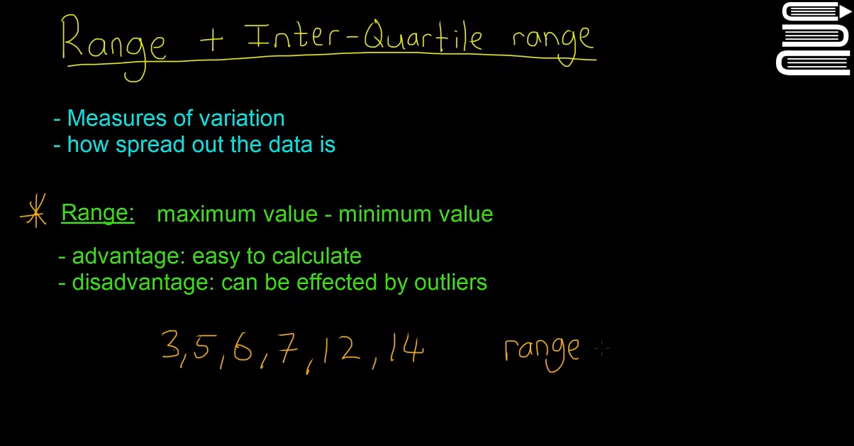 Range + Inter-Quartile range
- Measures of variation
- how spread out the data is
* Range: maximum value - minimum value
- advantage: easy to calculate
- disadvantage: can be effected by outliers
3, 5, 6, 7, 12, 14 range